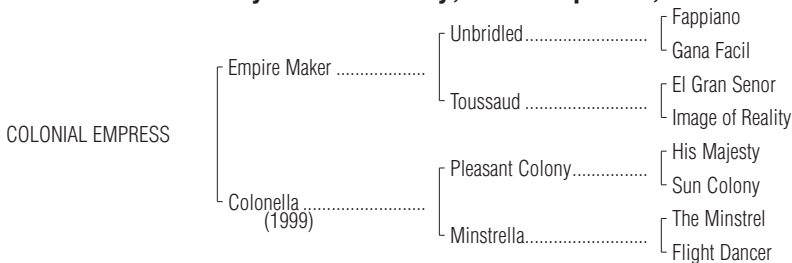 Fappiano
Unbridled
Gana Facil
Empire Maker
El Gran Senor
Toussaud
Image of Reality
COLONIAL EMPRESS
His Majesty
Pleasant Colony
Sun Colony
Colonella
(1999)
The Minstrel
Minstrella
Flight Dancer